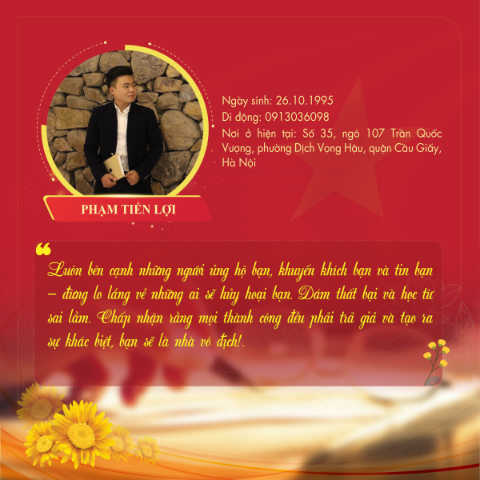 Ngày sinh: 26.10.1995
Di động: 0913036098
Nơi ở hiện tại: Số 35, ngõ 107 Trần Quốc
Vượng, phường Dịch Vọng Hậu, quận Cầu Giấy,
Hà Nội
PHẠM TIẾN LỢI
Luôn bên cạnh những người ủng hộ bạn, khuyến khích bạn và tin bạn
– đừng lo lắng về những ai sẽ hủy hoại bạn. Dám thất bại và học từ
sai lầm. Chấp nhận rằng mọi thành công đều phải trả giá và tạo ra
sự khác biệt, bạn sẽ là nhà vô địch!.